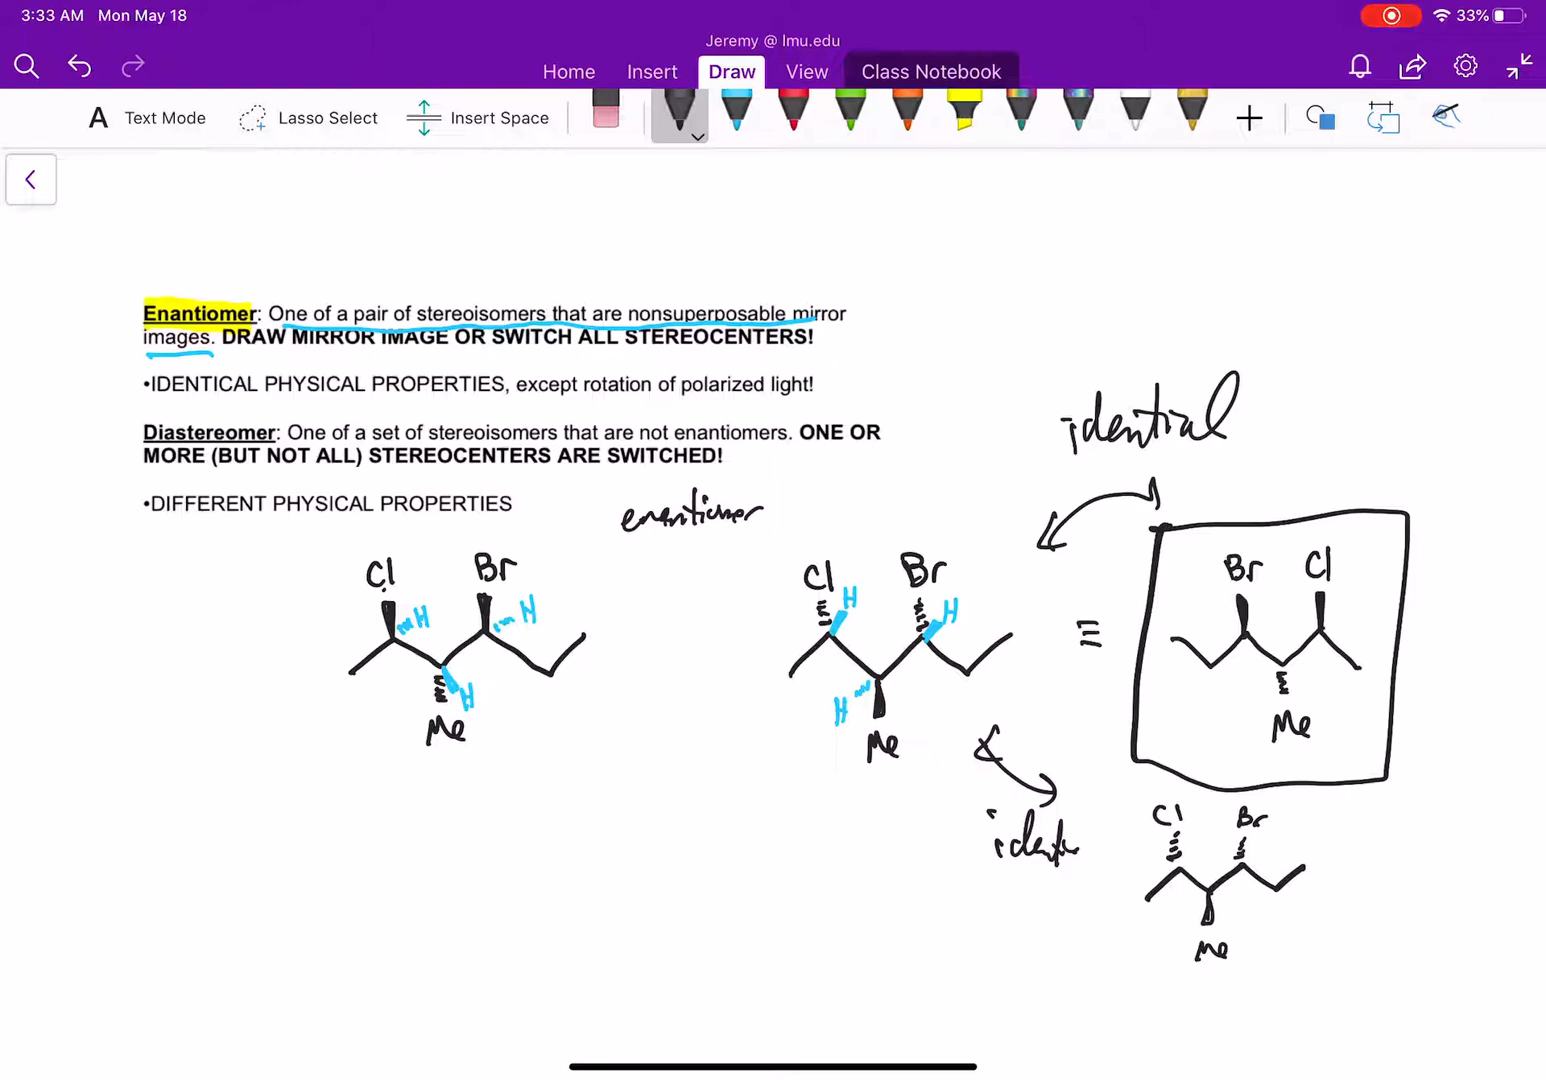 3:33 AM Mon May 18
33%
Jeremy @ lmu.edu
Home Insert Draw View Class Notebook
A Text Mode Lasso Select Insert Space
Enantiomer: One of a pair of stereoisomers that are nonsuperposable mirror
images. DRAW MIRROR IMAGE OR SWITCH ALL STEREOCENTERS!
•IDENTICAL PHYSICAL PROPERTIES, except rotation of polarized light!
Diastereomer: One of a set of stereoisomers that are not enantiomers. ONE OR
MORE (BUT NOT ALL) STEREOCENTERS ARE SWITCHED!
•DIFFERENT PHYSICAL PROPERTIES
identical
enantiomer
Cl Br Cl Br Br Cl
H H H H
≡
H H
Me Me Me
Cl Br
Me